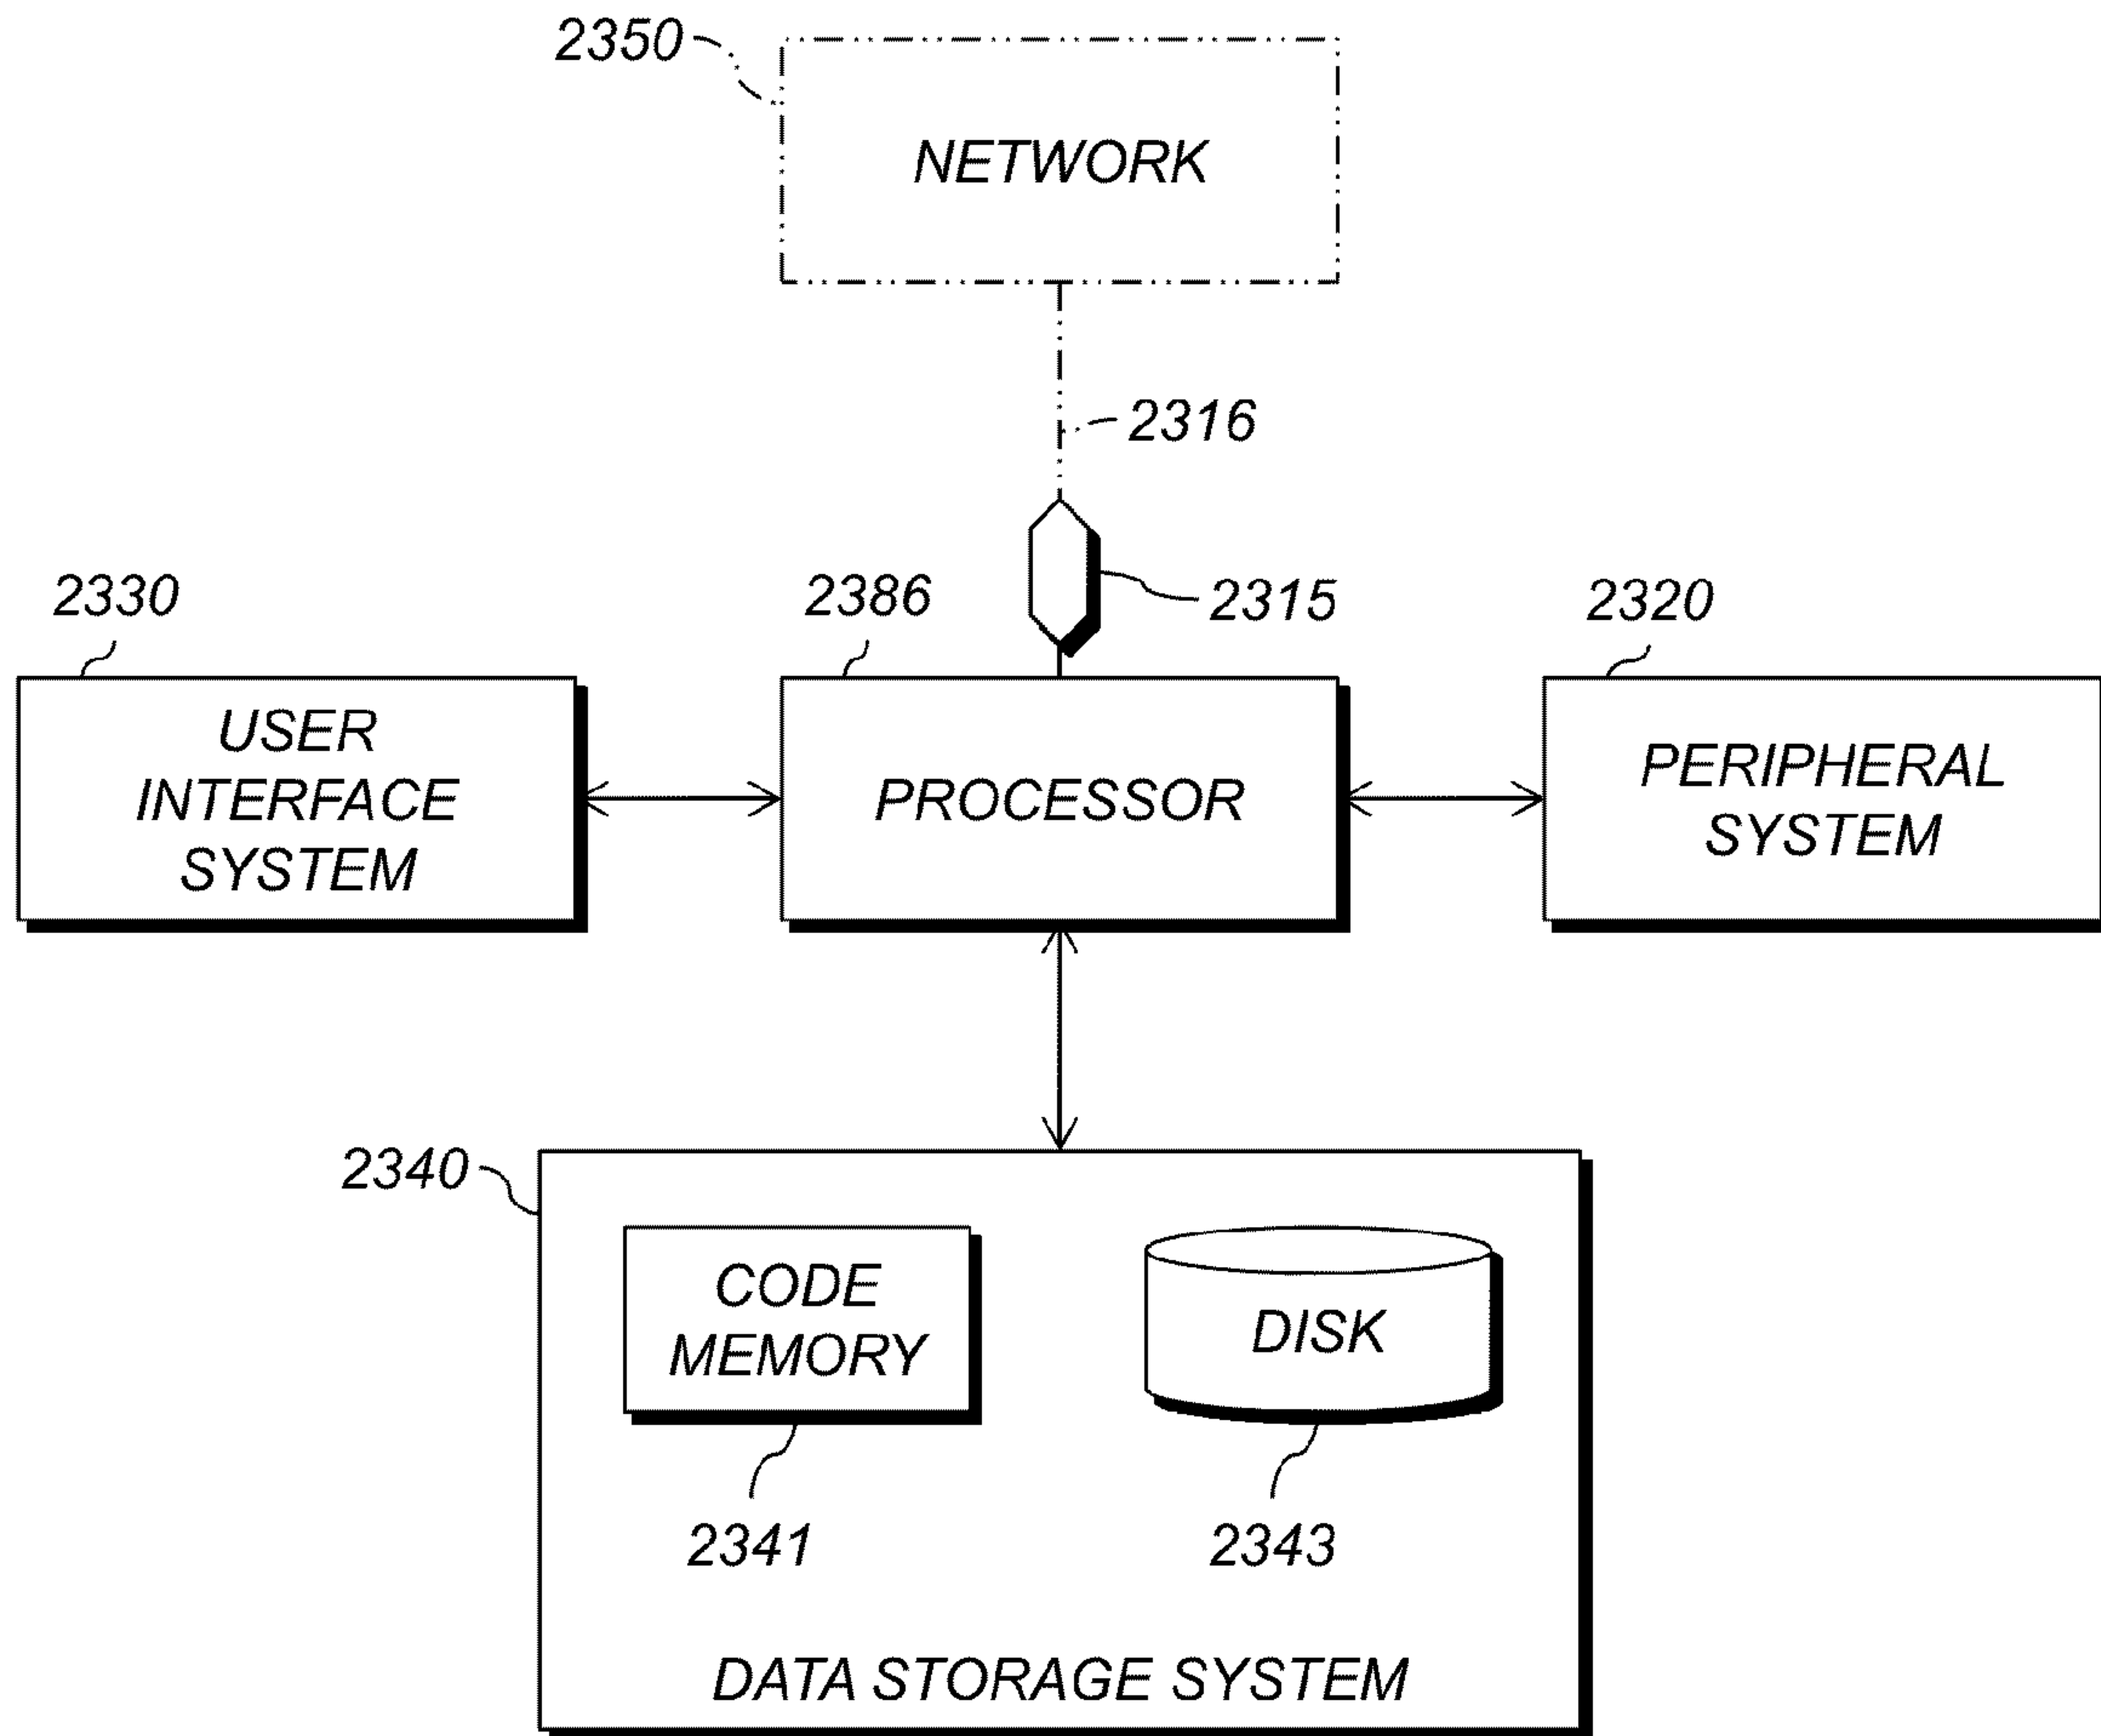 2350
NETWORK
2316
2330
2386
2315
2320
USER
INTERFACE
SYSTEM
PROCESSOR
PERIPHERAL
SYSTEM
2340
CODE
MEMORY
DISK
2341
2343
DATA STORAGE SYSTEM